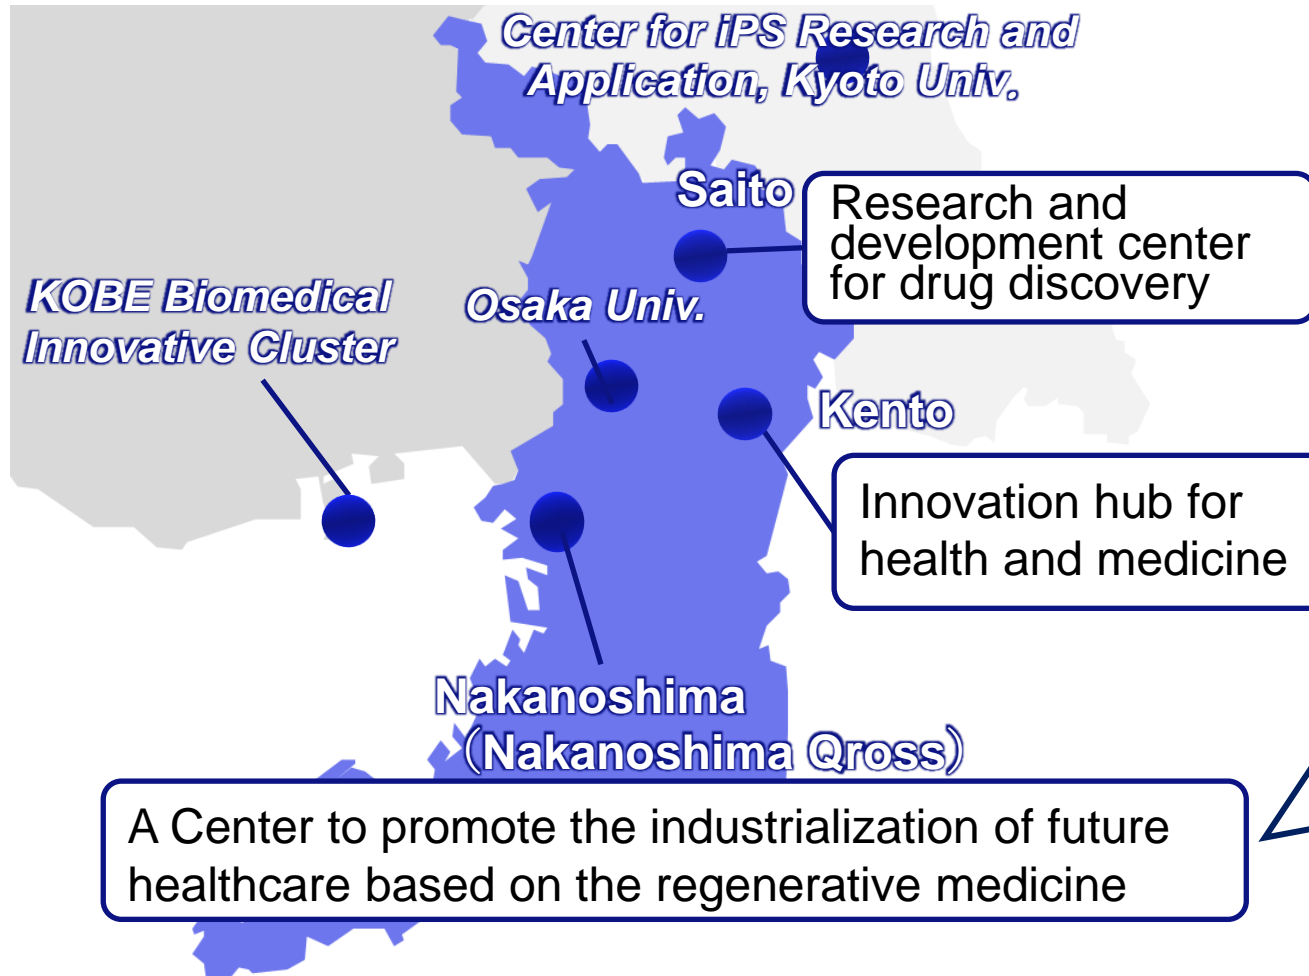 Center for iPS Research and
Application, Kyoto Univ.
Saito
Research and
development center
for drug discovery
KOBE Biomedical
Innovative Cluster
Osaka Univ.
Kento
Innovation hub for
health and medicine
Nakanoshima
（Nakanoshima Qross）
A Center to promote the industrialization of future
healthcare based on the regenerative medicine